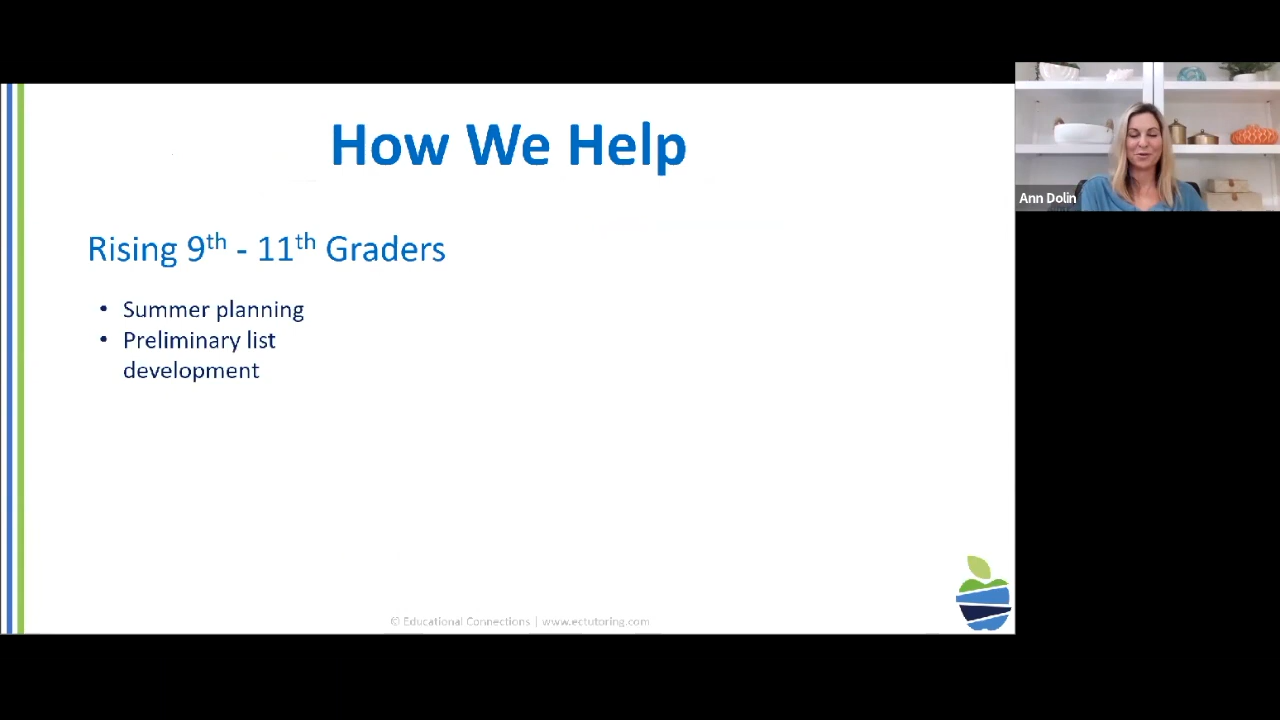 How We Help
Rising 9th - 11th Graders
• Summer planning
• Preliminary list
development
© Educational Connections | www.ectutoring.com
Ann Dolin